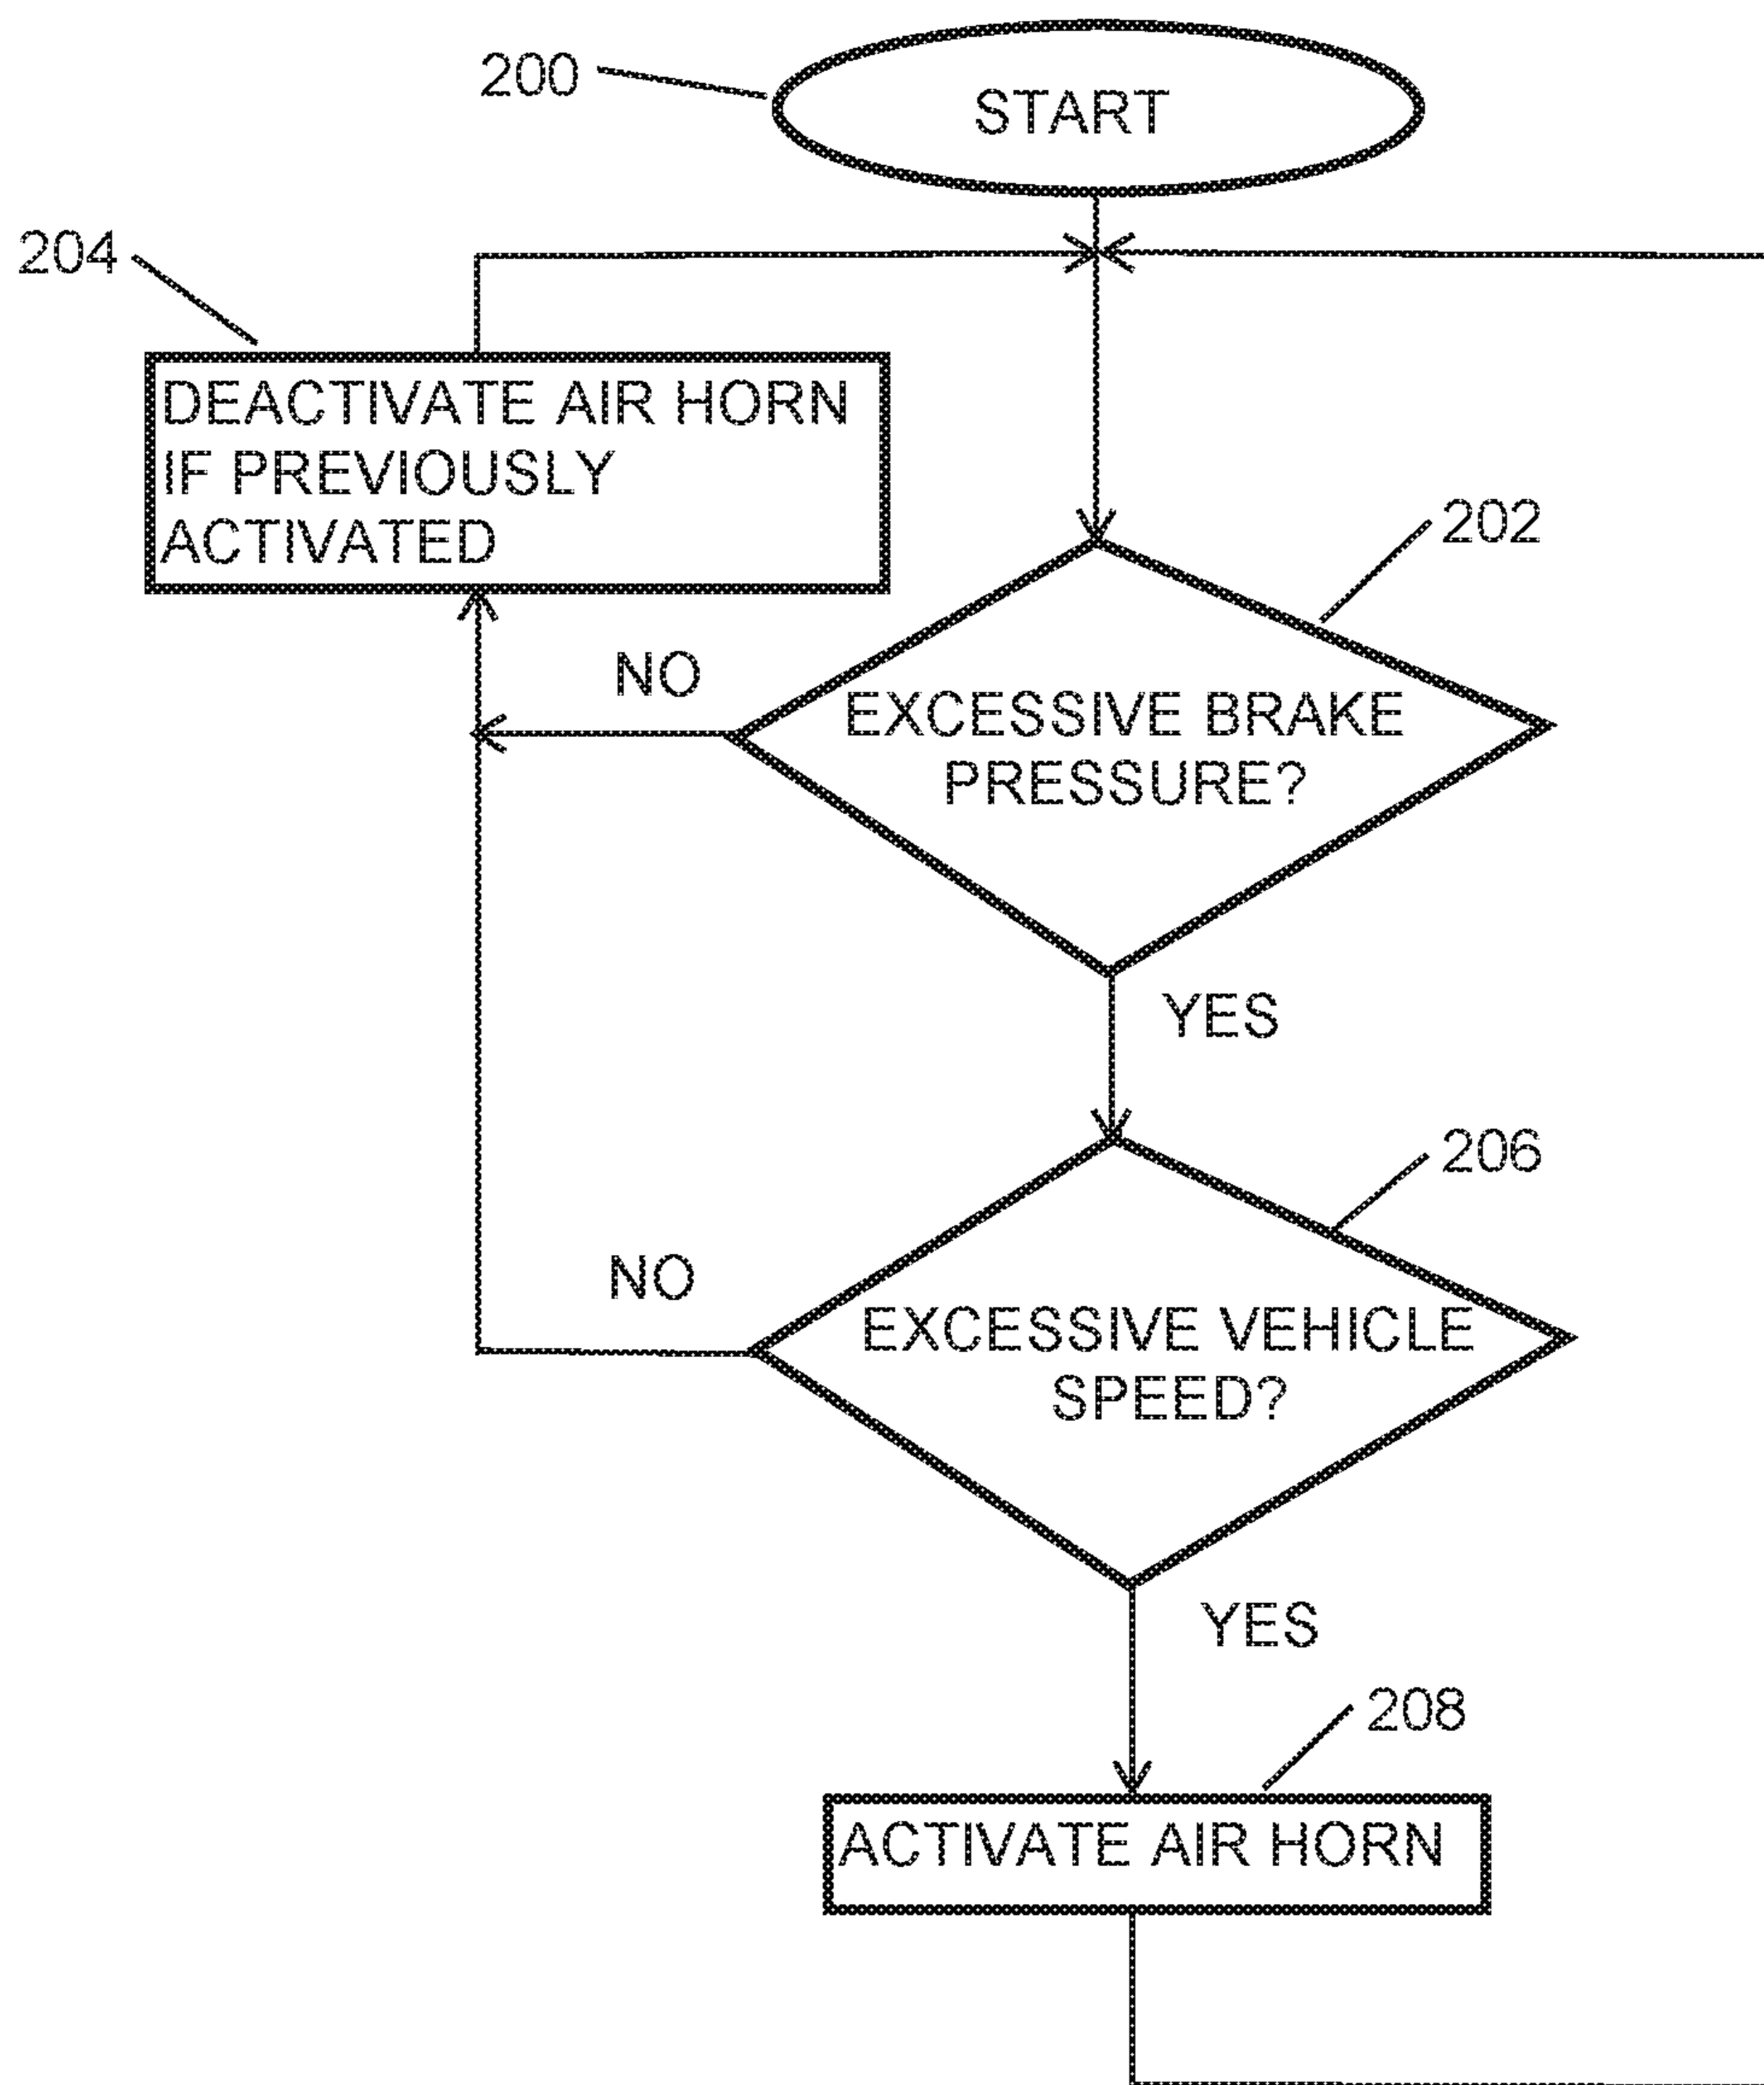 200
START
204
DEACTIVATE AIR HORN
IF PREVIOUSLY
ACTIVATED
202
NO
EXCESSIVE BRAKE
PRESSURE?
YES
206
NO
EXCESSIVE VEHICLE
SPEED?
YES
208
ACTIVATE AIR HORN